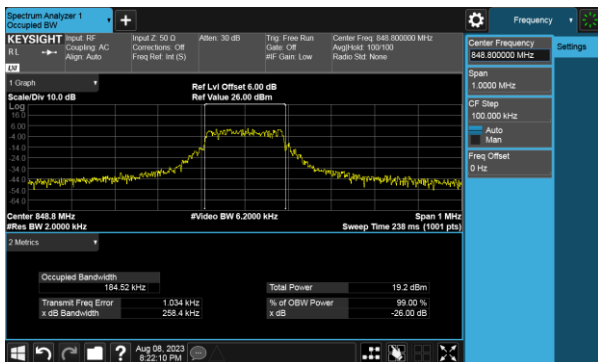 Spectrum Analyzer 1
Occupied BW
Frequency
KEYSIGHT
RL
Input: RF
Coupling: AC
Align: Auto
Input Z: 50 Ω
Corrections: Off
Freq Ref: Int (S)
Atten: 30 dB
Trig: Free Run
Gate: Off
#IF Gain: Low
Center Freq: 848.800000 MHz
Avg|Hold: 100/100
Radio Std: None
LXI
1 Graph
Scale/Div 10.0 dB
Ref Lvl Offset 6.00 dB
Ref Value 26.00 dBm
Log
16.0
6.00
-4.00
-14.0
-24.0
-34.0
-44.0
-54.0
-64.0
Center 848.8 MHz
#Res BW 2.0000 kHz
#Video BW 6.2000 kHz
Span 1 MHz
Sweep Time 238 ms (1001 pts)
2 Metrics
Occupied Bandwidth
184.52 kHz
Total Power 19.2 dBm
Transmit Freq Error 1.034 kHz
% of OBW Power 99.00 %
x dB Bandwidth 258.4 kHz
x dB -26.00 dB
Center Frequency
848.800000 MHz
Settings
Span
1.0000 MHz
CF Step
100.000 kHz
Auto
Man
Freq Offset
0 Hz
?
Aug 08, 2023
8:22:10 PM